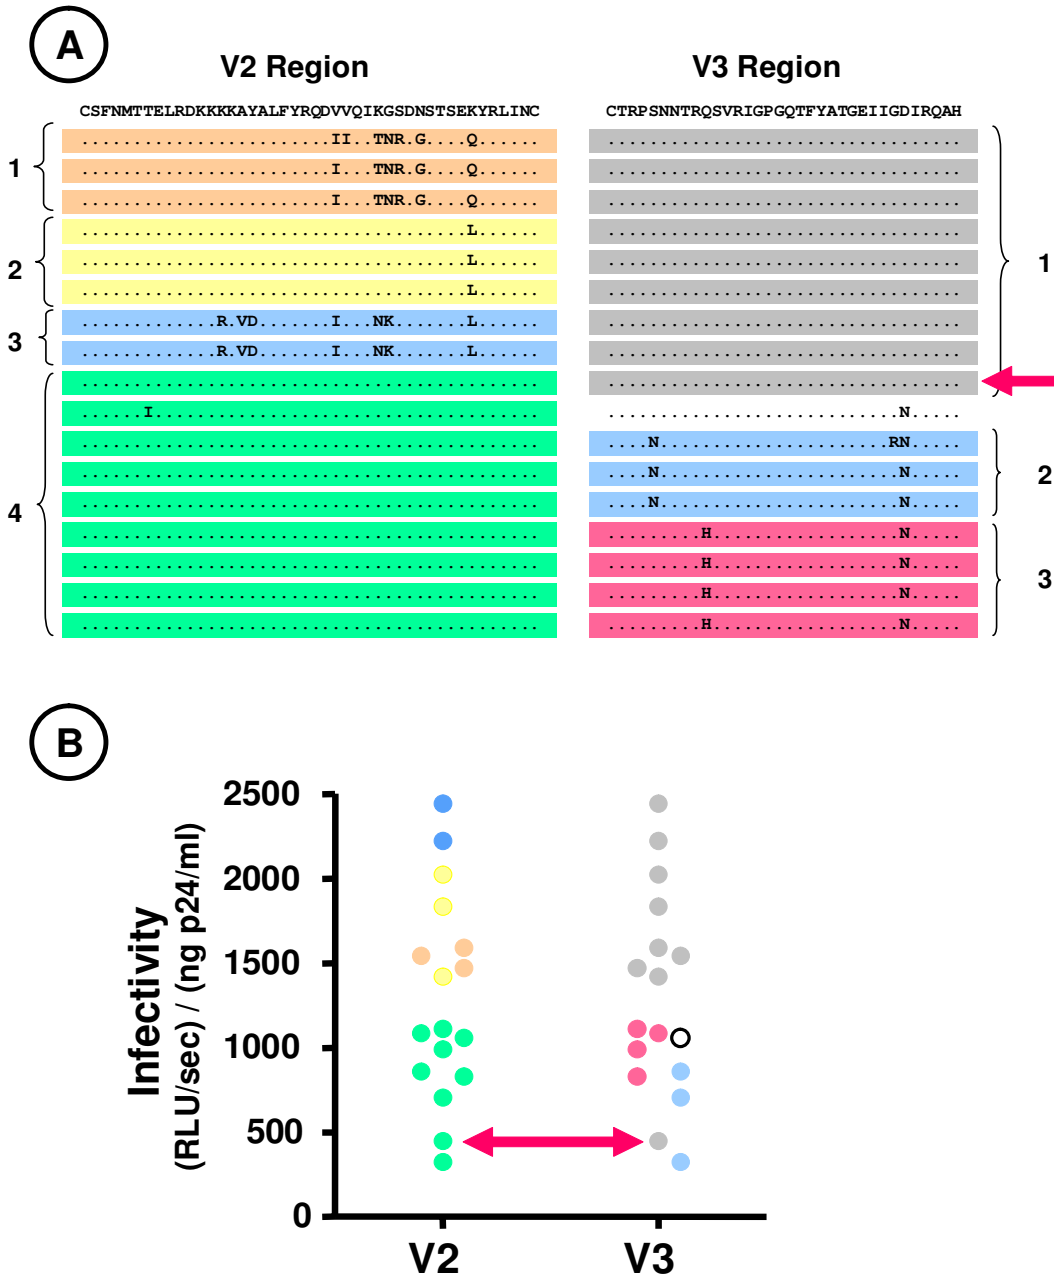 A
V2 Region
V3 Region
CSFNMTTELRDKKKKAYALFYRQDVVQIKGSDNSTSEKYRLINC CTRPSNNTRQSVRIGPGQTFYATGEIIGDIRQAH
........................II..TNR.G....Q...... ..................................
1 ........................I...TNR.G....Q...... ..................................
........................I...TNR.G....Q...... ..................................
.....................................L...... ..................................
2 .....................................L...... .................................. 1
.....................................L...... ..................................
.............R.VD.......I...NK.......L...... ..................................
3 .............R.VD.......I...NK.......L...... ..................................
............................................ ..................................
......I..................................... ............................N.....
............................................ ....N......................RN.....
............................................ ....N.......................N..... 2
4 ............................................ ....N.......................N.....
............................................ .........H..................N.....
............................................ .........H..................N..... 3
............................................ .........H..................N.....
............................................ .........H..................N.....
B
Infectivity
(RLU/sec) / (ng p24/ml)
2500
2000
1500
1000
500
0
V2 V3